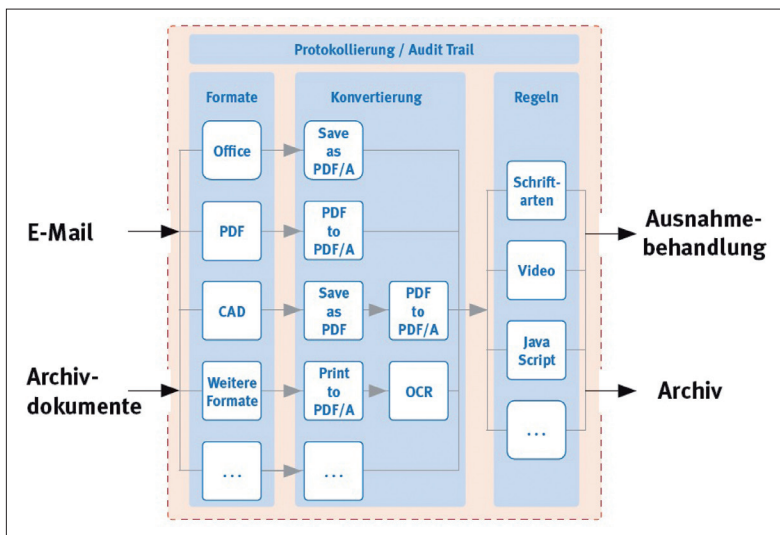 Protokollierung / Audit Trail
Formate
Konvertierung
Regeln
Office
Save
as
PDF/A
Schrift-
arten
E-Mail
PDF
PDF
to
PDF/A
Ausnahme-
behandlung
Video
CAD
Save
as PDF
PDF
to
PDF/A
Java
Script
Archiv-
dokumente
Weitere
Formate
Print
to
PDF/A
OCR
Archiv
...
...
...